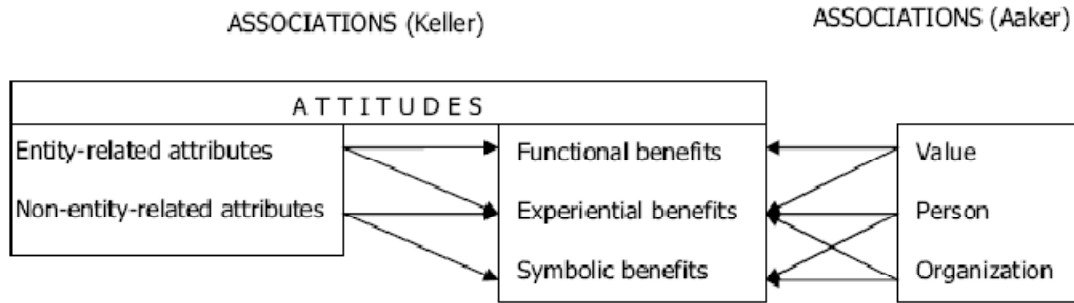 ASSOCIATIONS (Keller)
ASSOCIATIONS (Aaker)
A T T I T U D E S
Entity-related attributes
Non-entity-related attributes
Functional benefits
Experiential benefits
Symbolic benefits
Value
Person
Organization